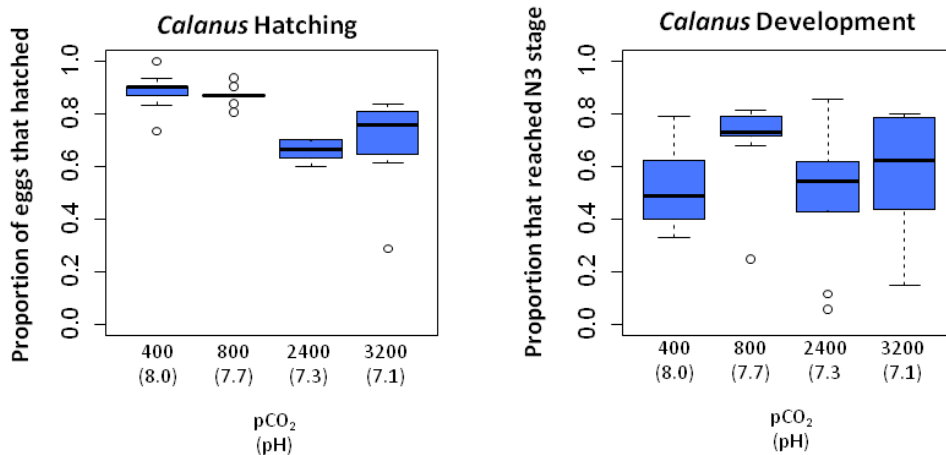 Calanus Hatching
Proportion of eggs that hatched
1.0
0.8
0.6
0.4
0.2
0.0
400 800 2400 3200
(8.0) (7.7) (7.3) (7.1)
pCO₂
(pH)
Calanus Development
Proportion that reached N3 stage
1.0
0.8
0.6
0.4
0.2
0.0
400 800 2400 3200
(8.0) (7.7) (7.3 (7.1)
pCO₂
(pH)